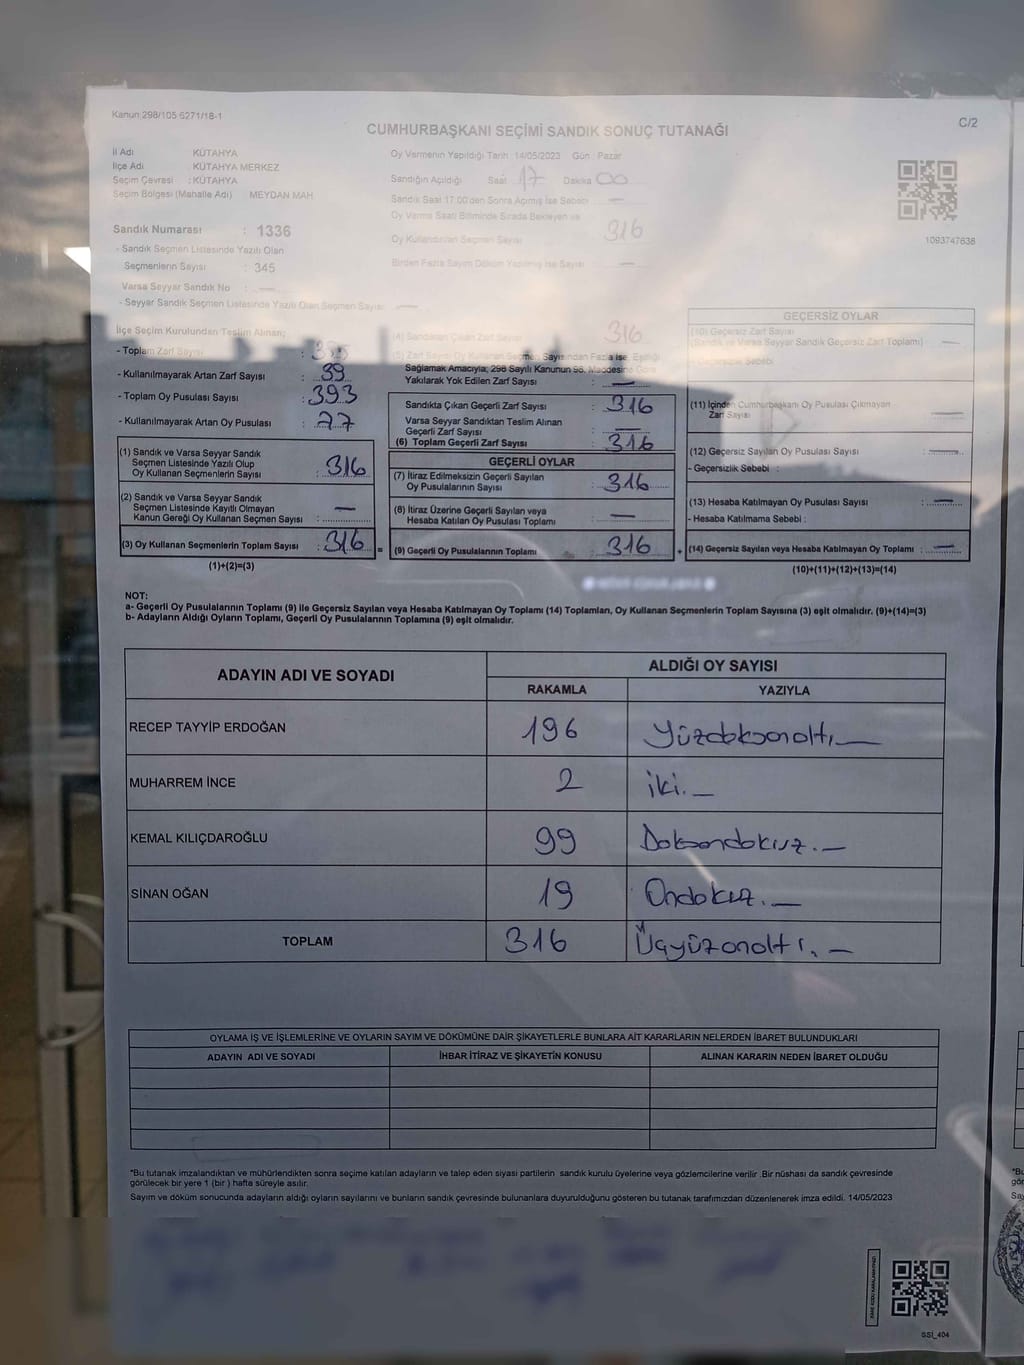 Kanun 298/105 6271/18-1
CUMHURBAŞKANI SEÇİMİ SANDIK SONUÇ TUTANAĞI
C/2
İl Adı KÜTAHYA
İlçe Adı KÜTAHYA MERKEZ
Seçim Çevresi : KÜTAHYA
Seçim Bölgesi (Mahalle Adı) MEYDAN MAH
Oy Vermenin Yapıldığı Tarih: 14/05/2023 Gün: Pazar
Sandığın Açıldığı Saat 17 Dakika 00
Sandık Saat 17.00'den Sonra Açılmış İse Sebebi : —
Oy Verme Saati Bitiminde Sırada Bekleyen ve
Oy Kullandırılan Seçmen Sayısı : 316
Birden Fazla Sayım Döküm Yapılmış İse Sayısı : —
1093747638
Sandık Numarası : 1336
- Sandık Seçmen Listesinde Yazılı Olan
Seçmenlerin Sayısı : 345
Varsa Seyyar Sandık No : —
- Seyyar Sandık Seçmen Listesinde Yazılı Olan Seçmen Sayısı: —
İlçe Seçim Kurulundan Teslim Alınan;
- Toplam Zarf Sayısı :
- Kullanılmayarak Artan Zarf Sayısı : 39
- Toplam Oy Pusulası Sayısı : 393
- Kullanılmayarak Artan Oy Pusulası : 77
(1) Sandık ve Varsa Seyyar Sandık
Seçmen Listesinde Yazılı Olup
Oy Kullanan Seçmenlerin Sayısı : 316
(2) Sandık ve Varsa Seyyar Sandık
Seçmen Listesinde Kayıtlı Olmayan
Kanun Gereği Oy Kullanan Seçmen Sayısı : —
(3) Oy Kullanan Seçmenlerin Toplam Sayısı : 316
(1)+(2)=(3)
(4) Sandıktan Çıkan Zarf Sayısı : 316
(5) Zarf Sayısı Oy Kullanan Seçmen Sayısından Fazla ise, Eşitliği
Sağlamak Amacıyla; 298 Sayılı Kanunun 98. Maddesine Göre
Yakılarak Yok Edilen Zarf Sayısı : —
Sandıkta Çıkan Geçerli Zarf Sayısı : 316
Varsa Seyyar Sandıktan Teslim Alınan
Geçerli Zarf Sayısı : —
(6) Toplam Geçerli Zarf Sayısı : 316
GEÇERLİ OYLAR
(7) İtiraz Edilmeksizin Geçerli Sayılan
Oy Pusulalarının Sayısı : 316
(8) İtiraz Üzerine Geçerli Sayılan veya
Hesaba Katılan Oy Pusulası Toplamı : —
= (9) Geçerli Oy Pusulalarının Toplamı : 316
GEÇERSİZ OYLAR
(10) Geçersiz Zarf Sayısı
(Sandık ve Varsa Seyyar Sandık Geçersiz Zarf Toplamı) : —
- Geçersizlik Sebebi :
(11) İçinden Cumhurbaşkanı Oy Pusulası Çıkmayan
Zarf Sayısı : —
(12) Geçersiz Sayılan Oy Pusulası Sayısı : —
- Geçersizlik Sebebi :
(13) Hesaba Katılmayan Oy Pusulası Sayısı : —
- Hesaba Katılmama Sebebi :
+ (14) Geçersiz Sayılan veya Hesaba Katılmayan Oy Toplamı : —
(10)+(11)+(12)+(13)=(14)
NOT:
a- Geçerli Oy Pusulalarının Toplamı (9) ile Geçersiz Sayılan veya Hesaba Katılmayan Oy Toplamı (14) Toplamları, Oy Kullanan Seçmenlerin Toplam Sayısına (3) eşit olmalıdır. (9)+(14)=(3)
b- Adayların Aldığı Oyların Toplamı, Geçerli Oy Pusulalarının Toplamına (9) eşit olmalıdır.
ADAYIN ADI VE SOYADI ALDIĞI OY SAYISI
RAKAMLA YAZIYLA
RECEP TAYYİP ERDOĞAN 196 Yüzdoksanaltı —
MUHARREM İNCE 2 iki. —
KEMAL KILIÇDAROĞLU 99 Doksandokuz. —
SİNAN OĞAN 19 Ondokuz. —
TOPLAM 316 Üçyüzonaltı. —
OYLAMA İŞ VE İŞLEMLERİNE VE OYLARIN SAYIM VE DÖKÜMÜNE DAİR ŞİKAYETLERLE BUNLARA AİT KARARLARIN NELERDEN İBARET BULUNDUKLARI
ADAYIN ADI VE SOYADI İHBAR İTİRAZ VE ŞİKAYETİN KONUSU ALINAN KARARIN NEDEN İBARET OLDUĞU
*Bu tutanak imzalandıktan ve mühürlendikten sonra seçime katılan adayların ve talep eden siyasi partilerin sandık kurulu üyelerine veya gözlemcilerine verilir .Bir nüshası da sandık çevresinde
görülecek bir yere 1 (bir ) hafta süreyle asılır.
Sayım ve döküm sonucunda adayların aldığı oyların sayılarını ve bunların sandık çevresinde bulunanlara duyurulduğunu gösteren bu tutanak tarafımızdan düzenlenerek imza edildi. 14/05/2023
SSİ_404